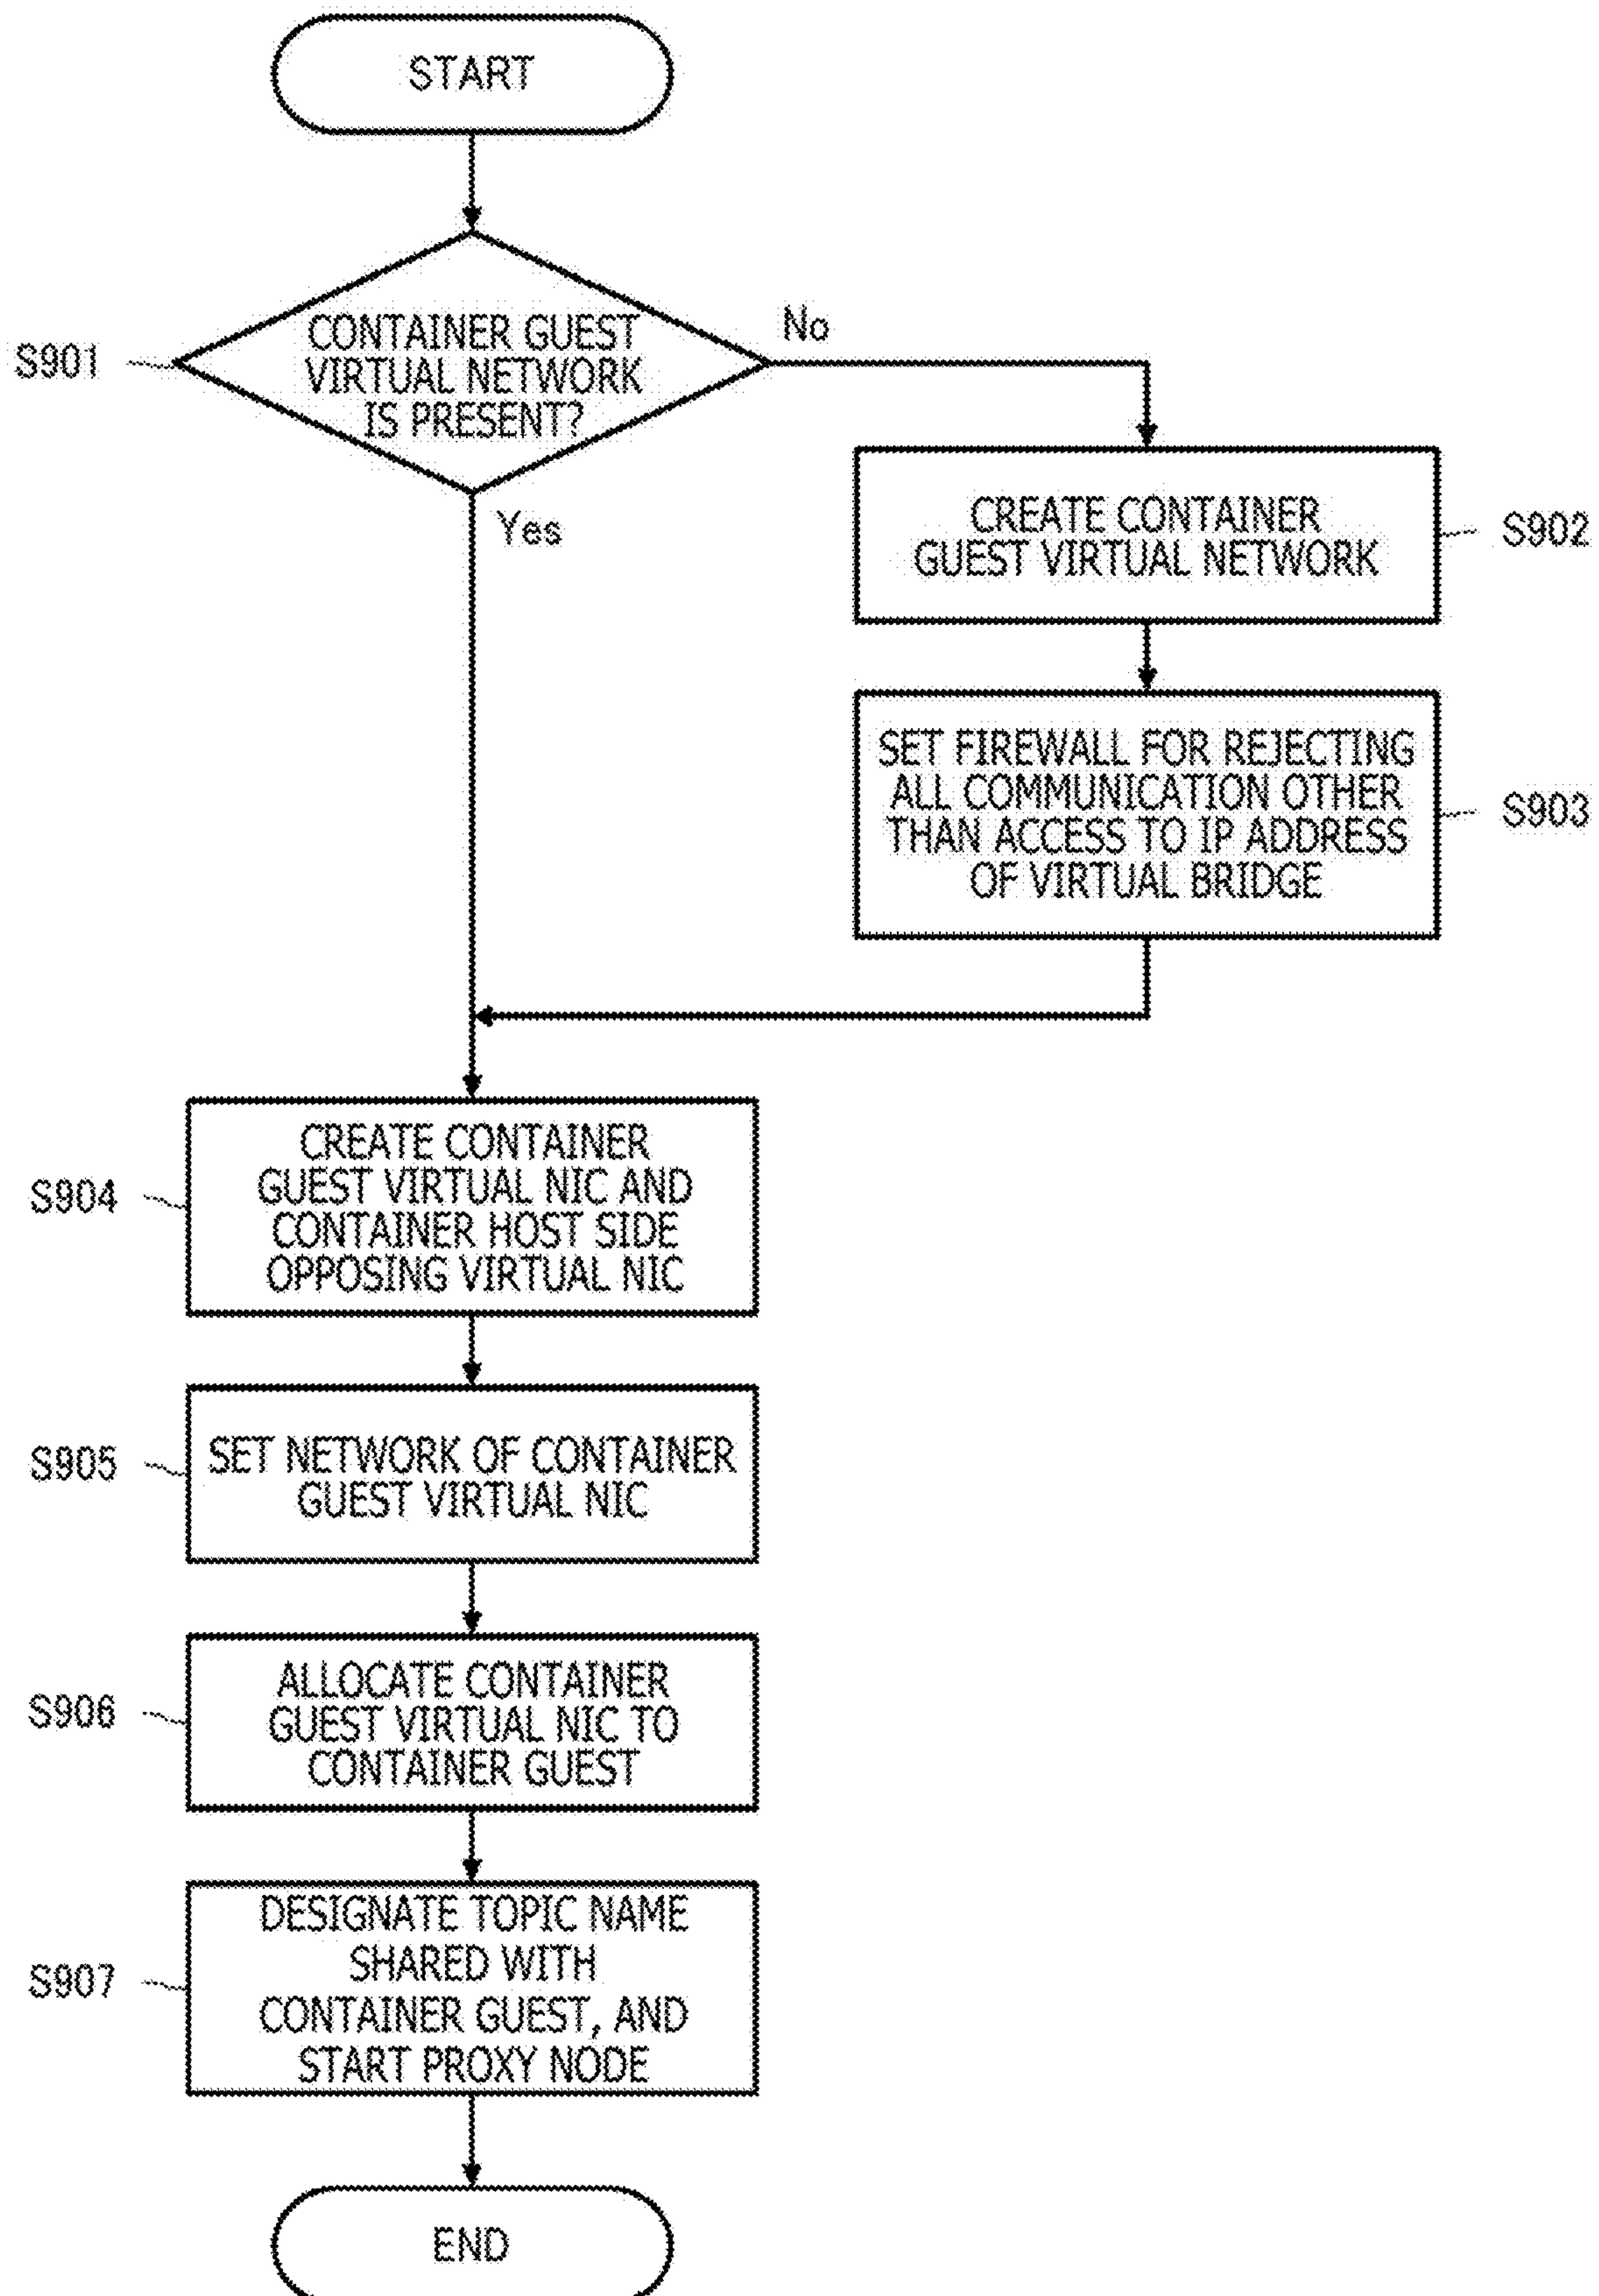 START
S901
CONTAINER GUEST
VIRTUAL NETWORK
IS PRESENT?
No
Yes
CREATE CONTAINER
GUEST VIRTUAL NETWORK
S902
SET FIREWALL FOR REJECTING
ALL COMMUNICATION OTHER
THAN ACCESS TO IP ADDRESS
OF VIRTUAL BRIDGE
S903
S904
CREATE CONTAINER
GUEST VIRTUAL NIC AND
CONTAINER HOST SIDE
OPPOSING VIRTUAL NIC
S905
SET NETWORK OF CONTAINER
GUEST VIRTUAL NIC
S906
ALLOCATE CONTAINER
GUEST VIRTUAL NIC TO
CONTAINER GUEST
S907
DESIGNATE TOPIC NAME
SHARED WITH
CONTAINER GUEST, AND
START PROXY NODE
END